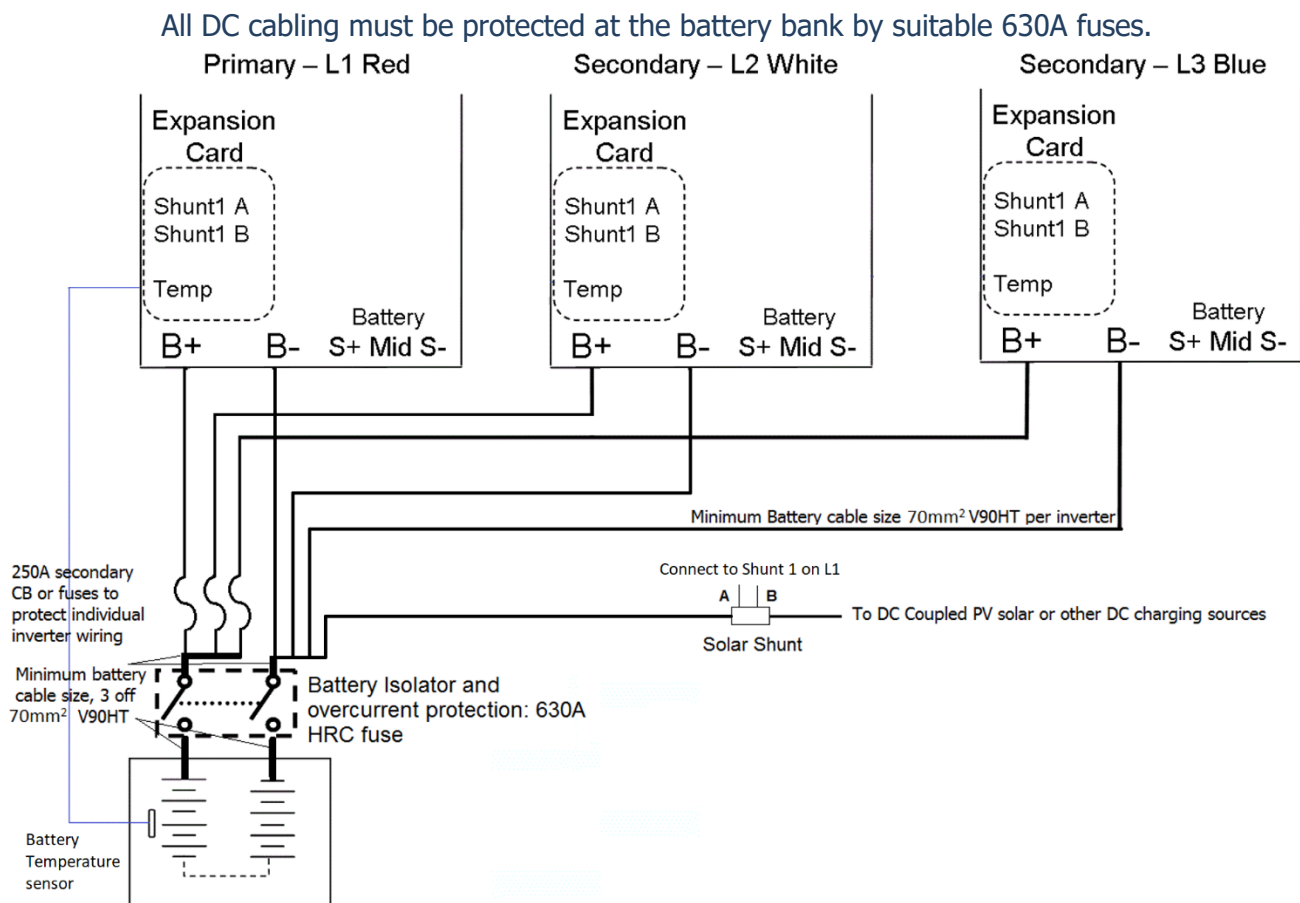 All DC cabling must be protected at the battery bank by suitable 630A fuses.
Primary – L1 Red
Secondary – L2 White
Secondary – L3 Blue
Expansion
Card
Shunt1 A
Shunt1 B
Temp
Battery
B+ B- S+ Mid S-
Expansion
Card
Shunt1 A
Shunt1 B
Temp
Battery
B+ B- S+ Mid S-
Expansion
Card
Shunt1 A
Shunt1 B
Temp
Battery
B+ B- S+ Mid S-
Minimum Battery cable size 70mm² V90HT per inverter
250A secondary
CB or fuses to
protect individual
inverter wiring
Connect to Shunt 1 on L1
A B
To DC Coupled PV solar or other DC charging sources
Solar Shunt
Minimum battery
cable size, 3 off
70mm² V90HT
Battery Isolator and
overcurrent protection: 630A
HRC fuse
Battery
Temperature
sensor